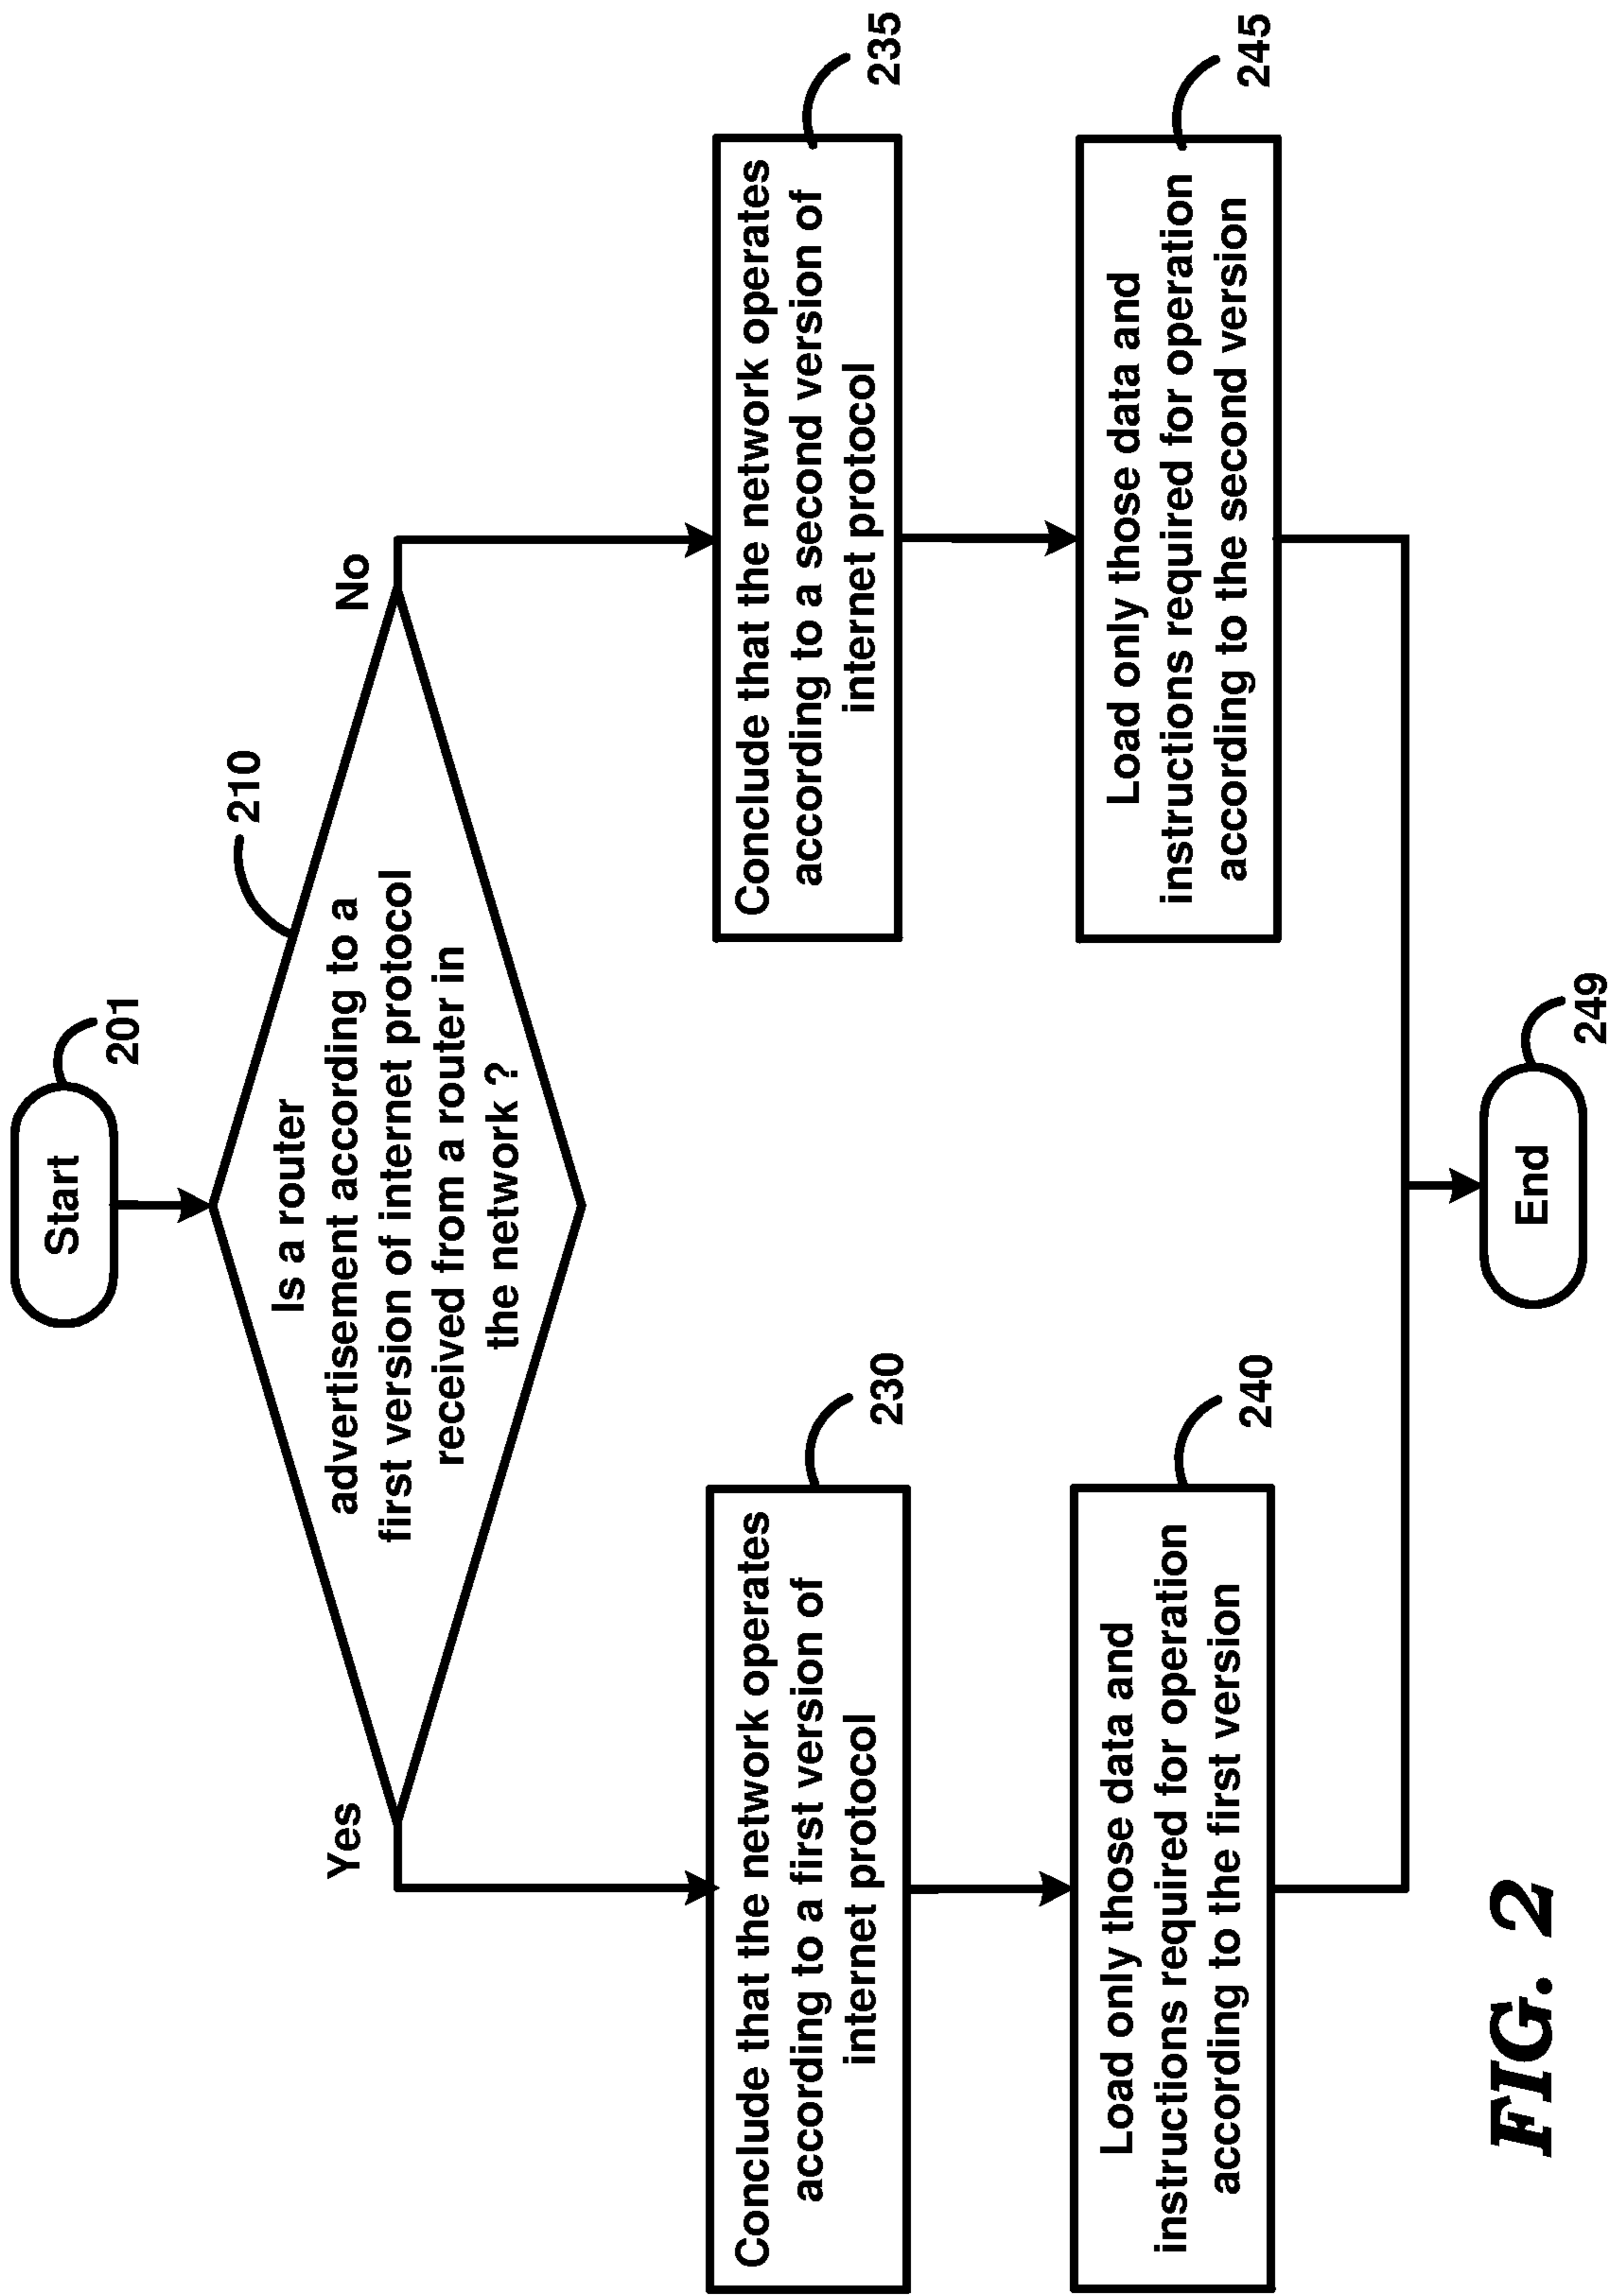 Start
201
210
Is a router
advertisement according to a
first version of internet protocol
received from a router in
the network ?
Yes
No
230
Conclude that the network operates
according to a first version of
internet protocol
235
Conclude that the network operates
according to a second version of
internet protocol
240
Load only those data and
instructions required for operation
according to the first version
245
Load only those data and
instructions required for operation
according to the second version
End
249
FIG. 2